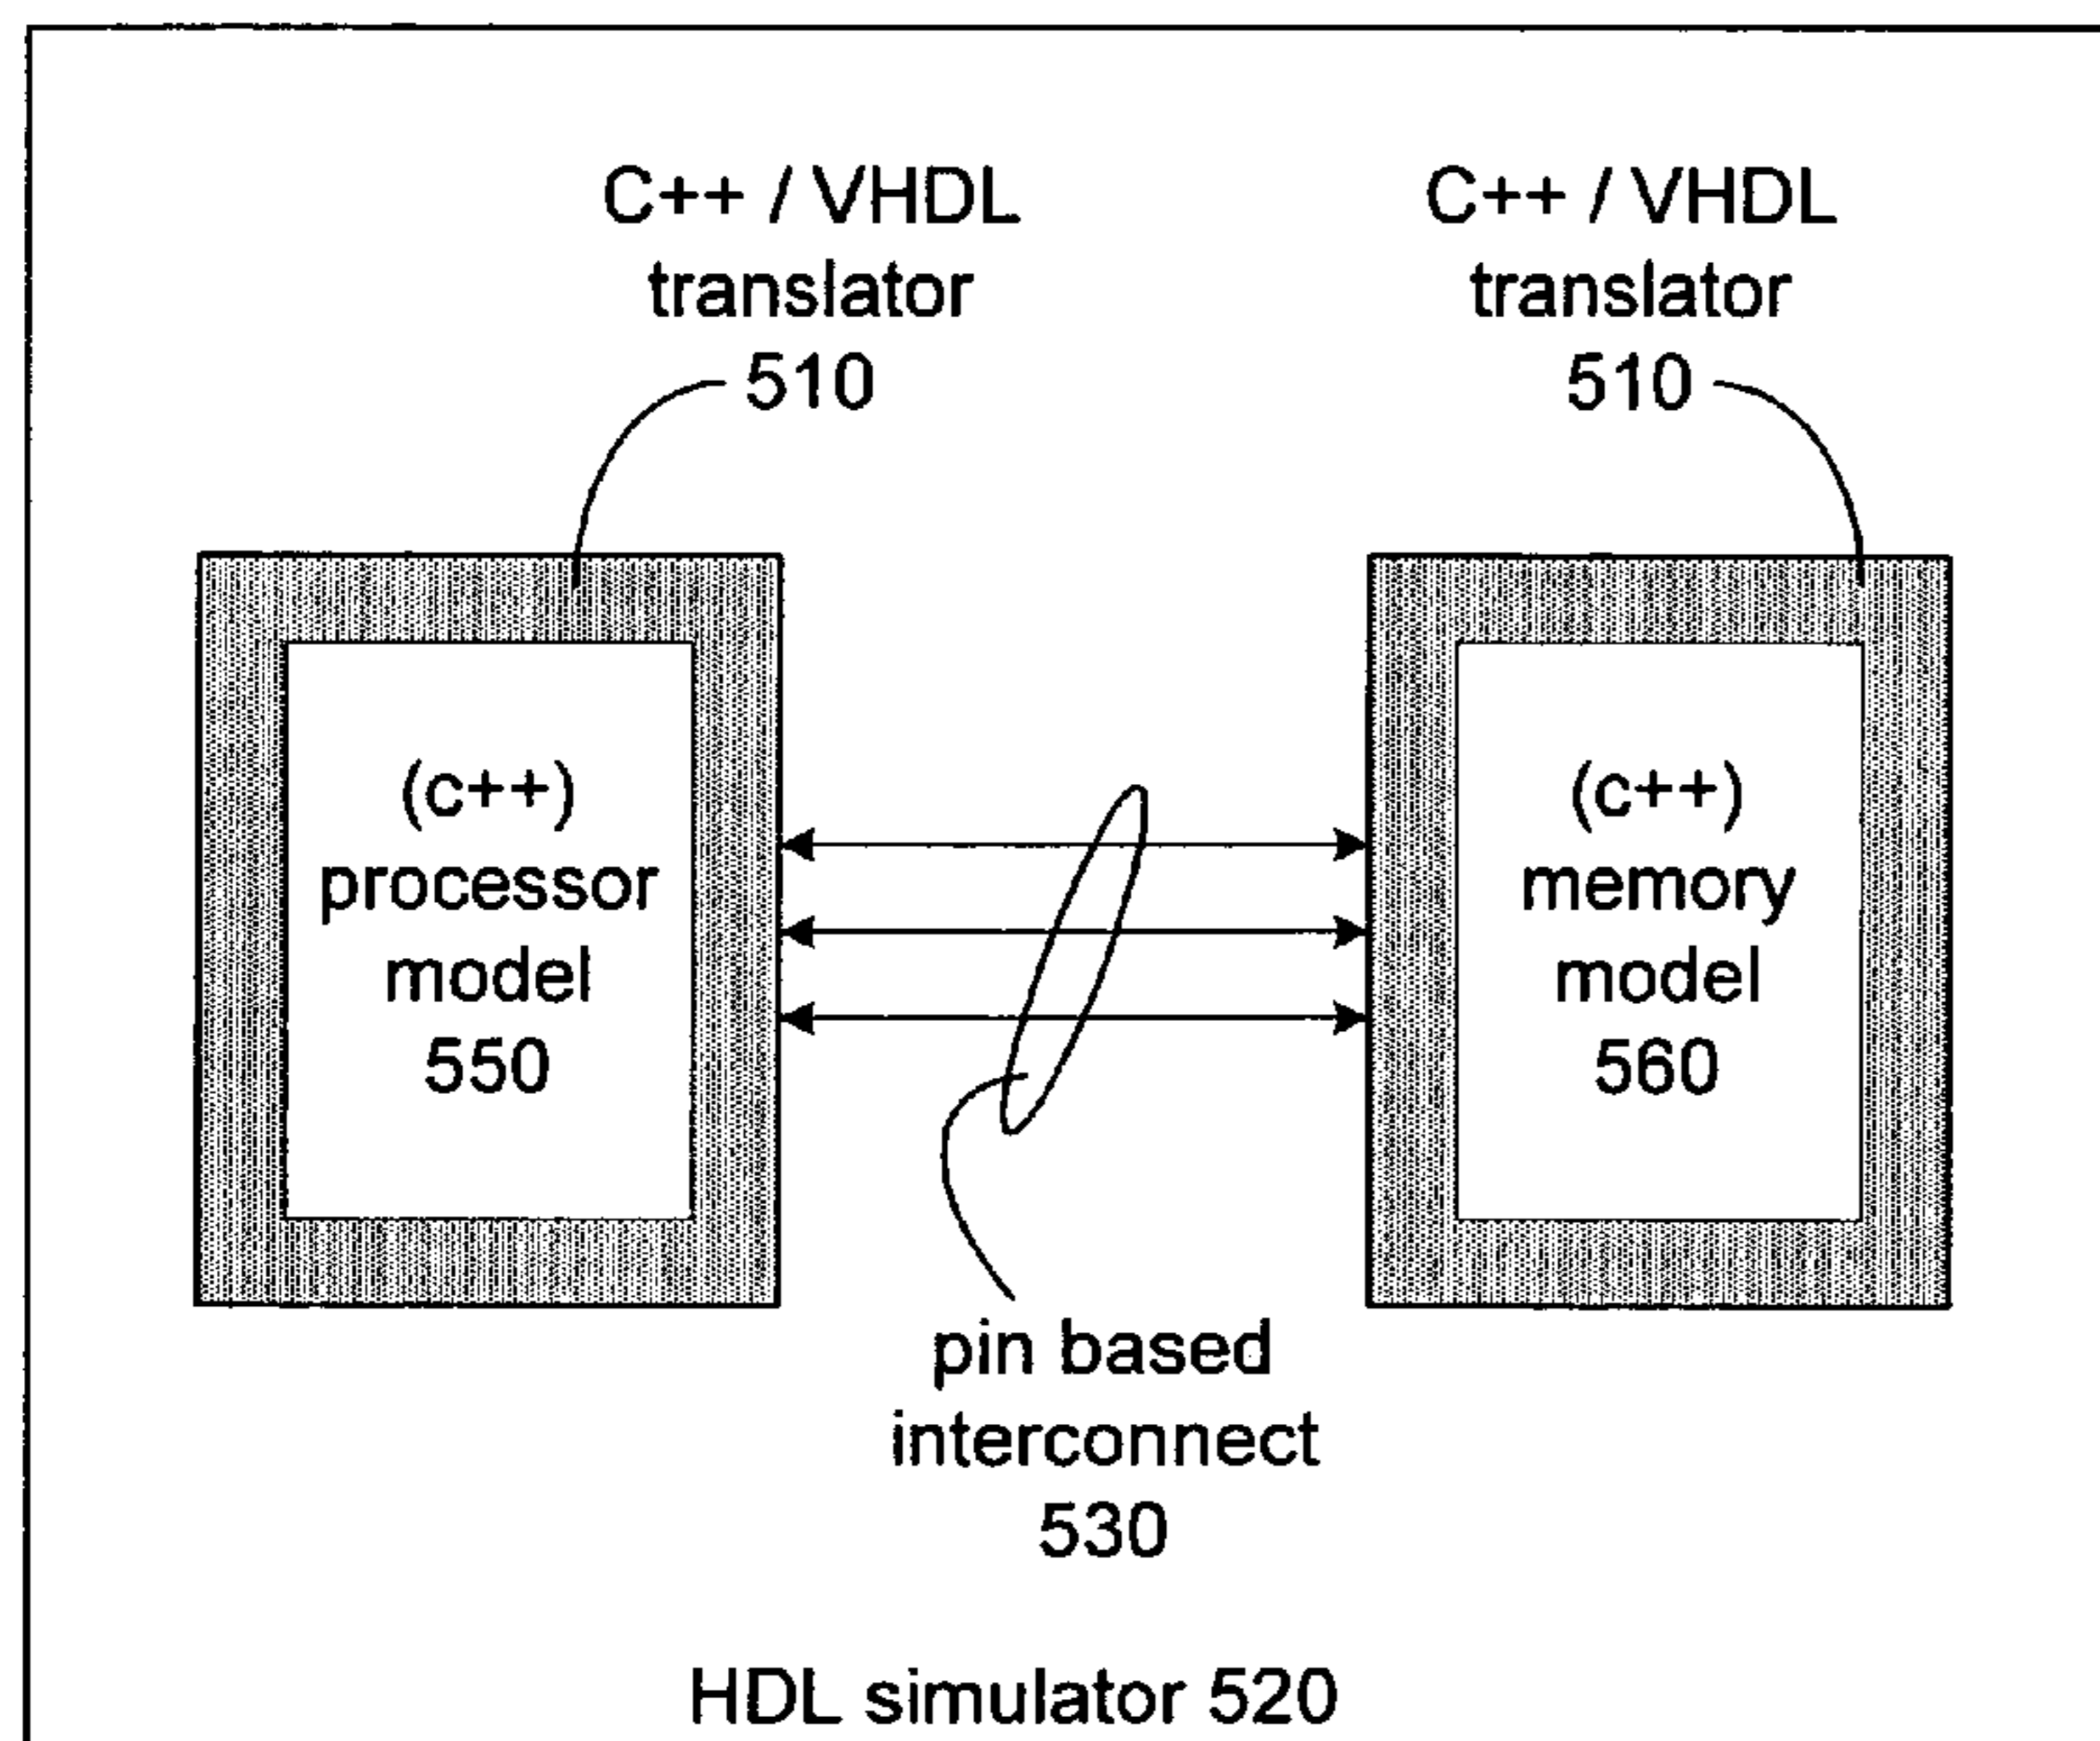 C++ / VHDL
translator
510
C++ / VHDL
translator
510
(c++)
processor
model
550
(c++)
memory
model
560
pin based
interconnect
530
HDL simulator 520